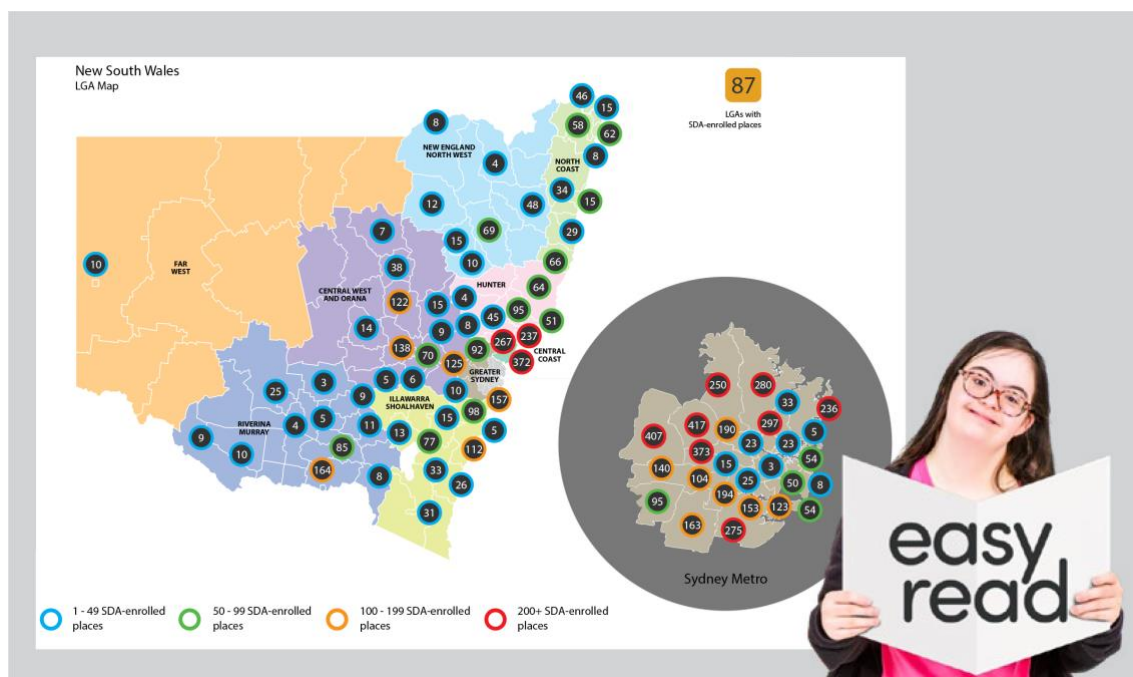 New South Wales
LGA Map
87
LGAs with
SDA-enrolled places
46
15
58
62
8
8
NEW ENGLAND
NORTH WEST
4
NORTH
COAST
34
15
12
48
7
69
29
15
10
FAR
WEST
10
38
66
HUNTER
64
CENTRAL WEST
AND ORANA
122
15
4
95
45
51
14
9
8
267
237
138
70
92
CENTRAL
COAST
125
372
GREATER
SYDNEY
3
5
6
10
25
9
157
ILLAWARRA
SHOALHAVEN
98
15
4
5
11
13
5
RIVERINA
MURRAY
9
77
112
10
85
164
8
33
26
31
250
280
33
236
417
190
297
5
407
23
23
373
54
140
15
3
104
25
50
8
95
194
153
123
54
163
275
Sydney Metro
1 - 49 SDA-enrolled
places
50 - 99 SDA-enrolled
places
100 - 199 SDA-enrolled
places
200+ SDA-enrolled
places
easy
read